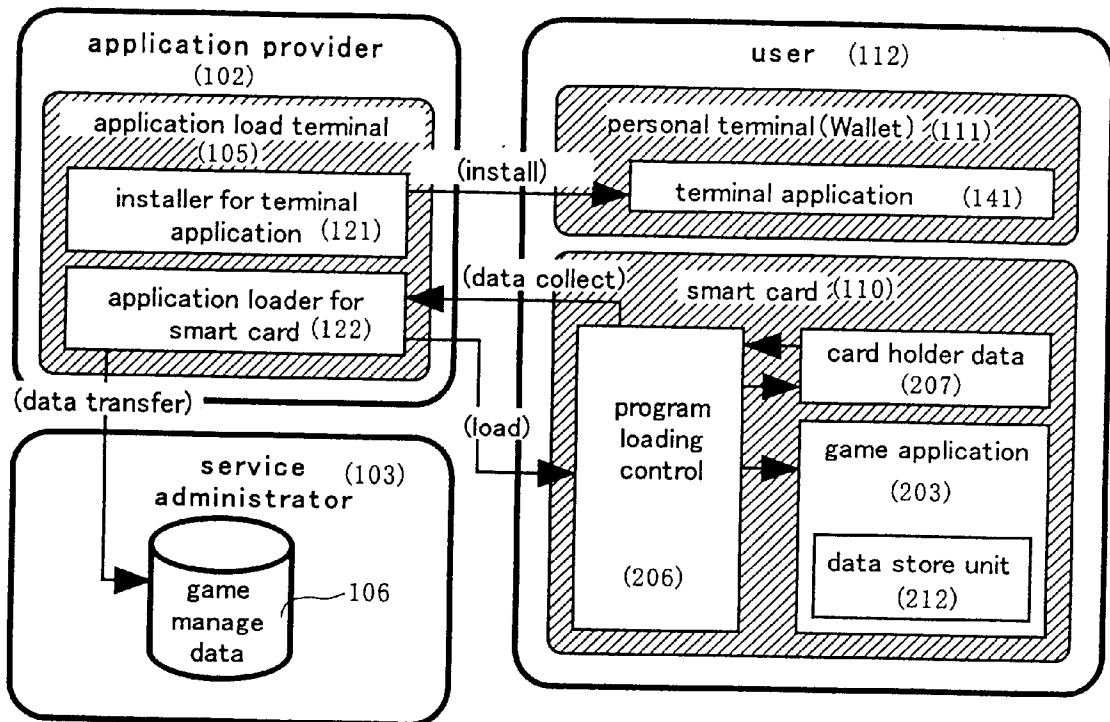 application provider
(102)
application load terminal
(105)
installer for terminal
application (121)
application loader for
smart card (122)
(install)
(data collect)
(load)
(data transfer)
service (103)
administrator
game
manage
data
106
user (112)
personal terminal(Wallet) (111)
terminal application (141)
smart card (110)
program
loading
control
(206)
card holder data
(207)
game application
(203)
data store unit
(212)